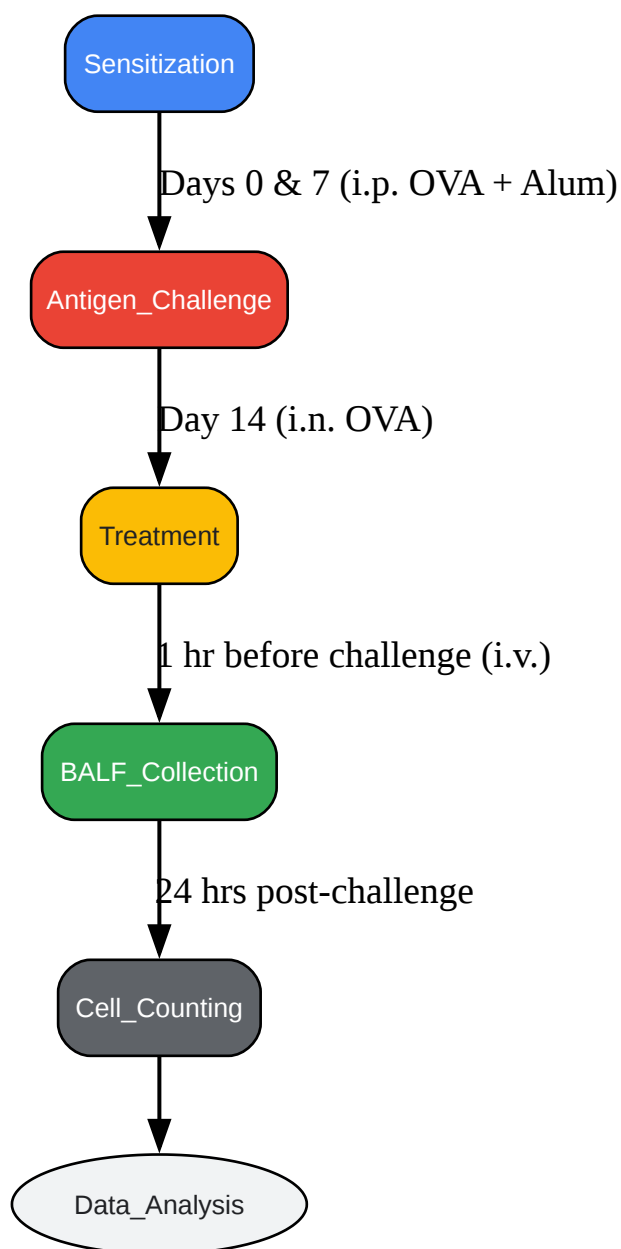 Sensitization
Days 0 & 7 (i.p. OVA + Alum)
Antigen_Challenge
Day 14 (i.n. OVA)
Treatment
1 hr before challenge (i.v.)
BALF_Collection
24 hrs post-challenge
Cell_Counting
Data_Analysis